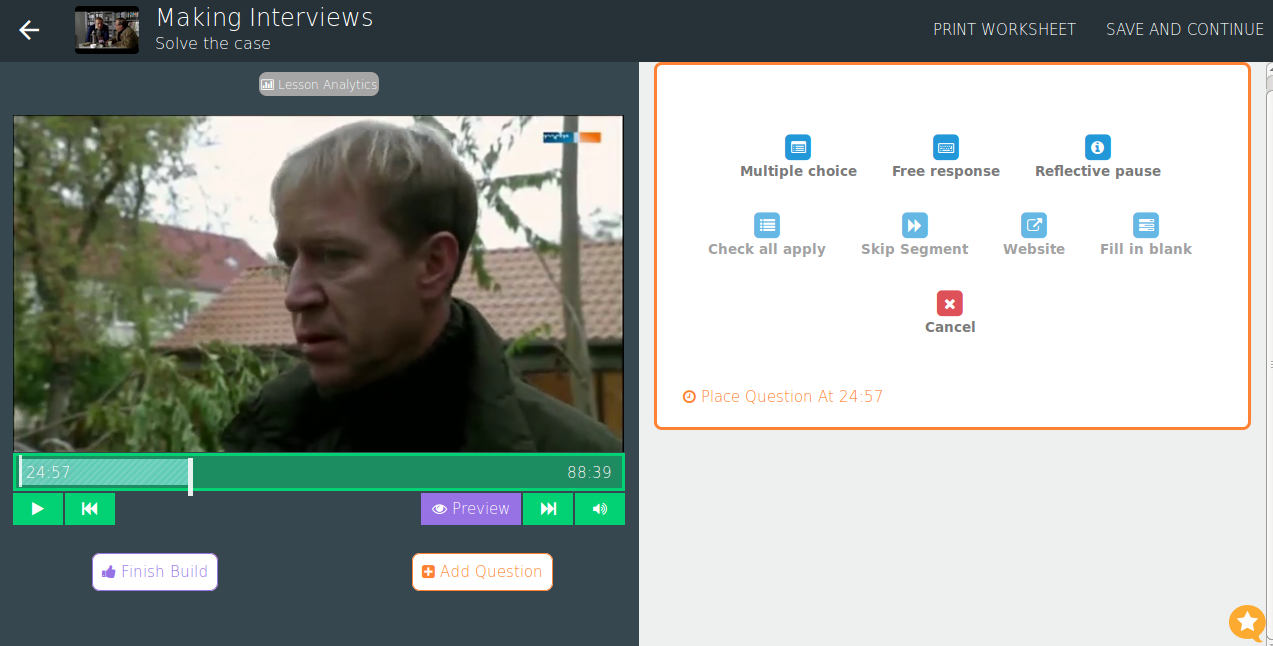 Making Interviews
Solve the case
PRINT WORKSHEET
SAVE AND CONTINUE
Lesson Analytics
Multiple choice
Free response
Reflective pause
Check all apply
Skip Segment
Website
Fill in blank
Cancel
Place Question At 24:57
24:57
88:39
Preview
Finish Build
Add Question